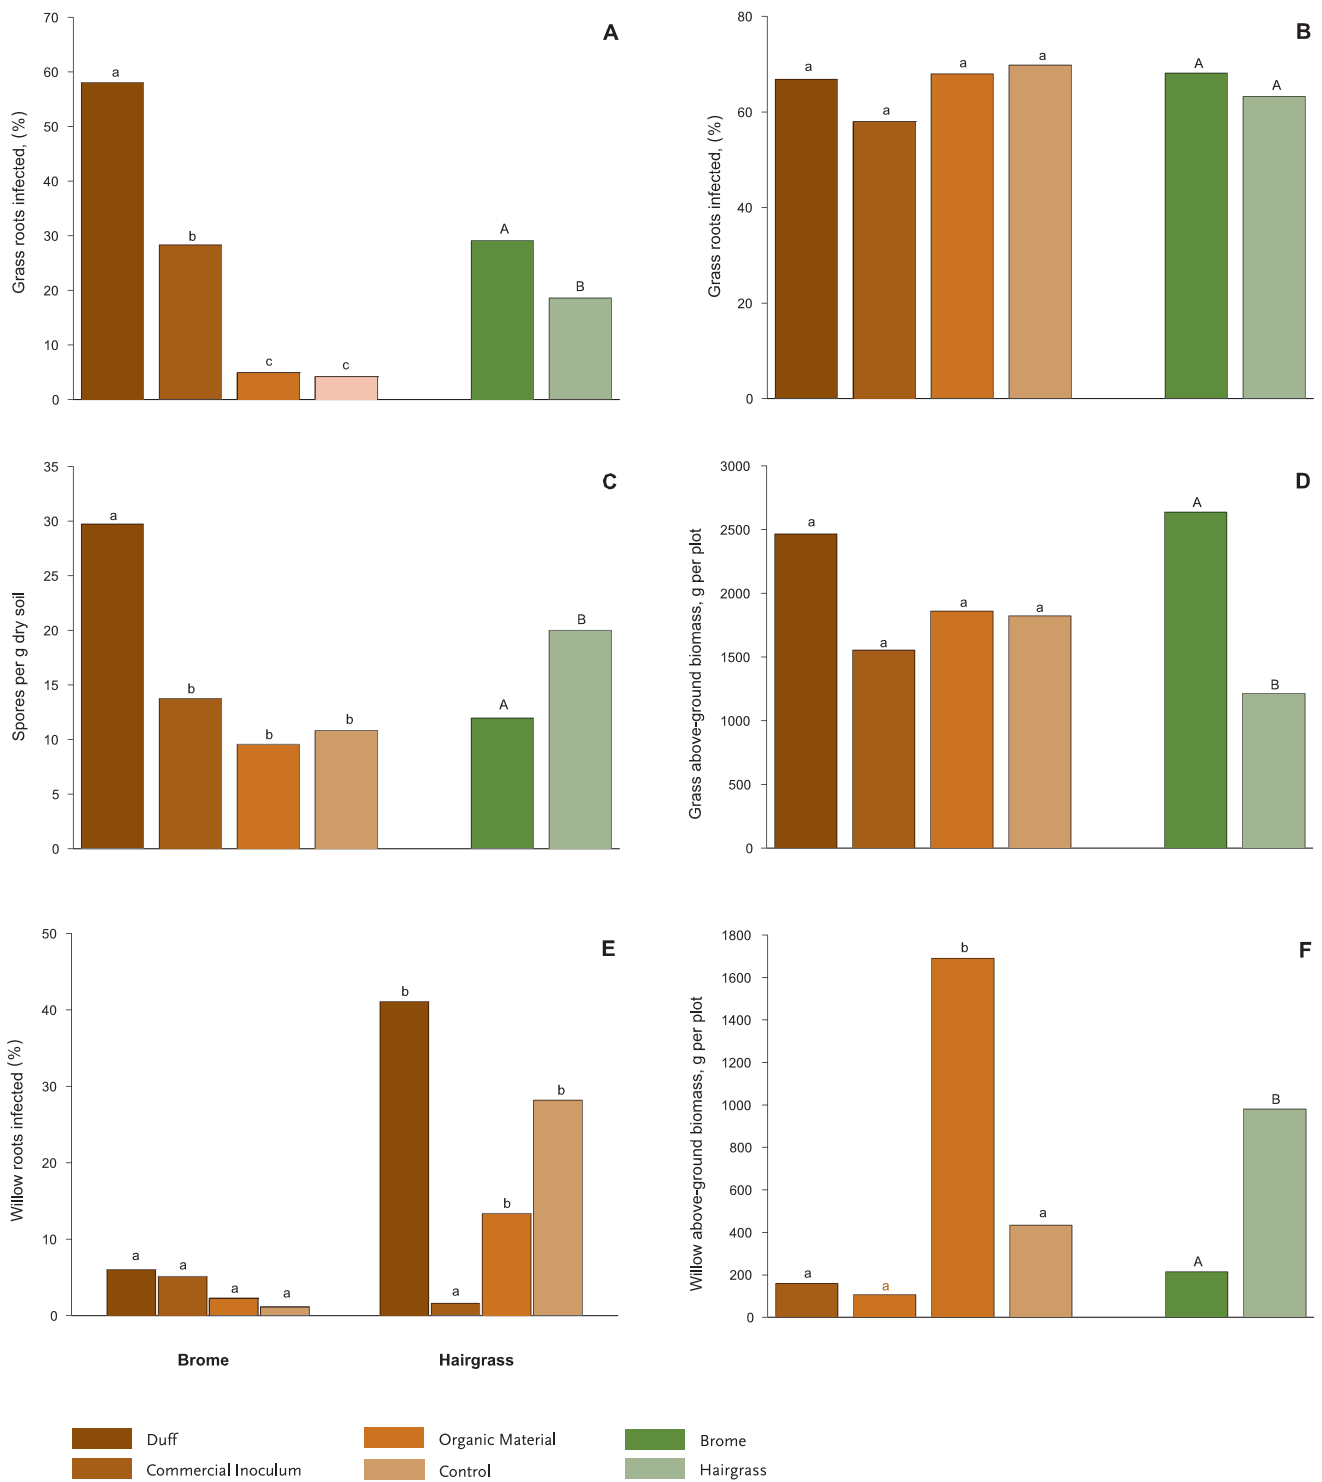 A
70
60
50
40
30
20
10
0
Grass roots infected, (%)
a
b
c
c
A
B
B
80
60
40
20
0
Grass roots infected, (%)
a
a
a
a
A
A
C
35
30
25
20
15
10
5
0
Spores per g dry soil
a
b
b
b
A
B
D
3000
2500
2000
1500
1000
500
0
Grass above-ground biomass, g per plot
a
a
a
a
A
B
E
50
40
30
20
10
0
Willow roots infected (%)
a
a
a
a
b
a
b
b
Brome
Hairgrass
F
1800
1600
1400
1200
1000
800
600
400
200
0
Willow above-ground biomass, g per plot
a
a
b
a
A
B
Duff
Commercial Inoculum
Organic Material
Control
Brome
Hairgrass